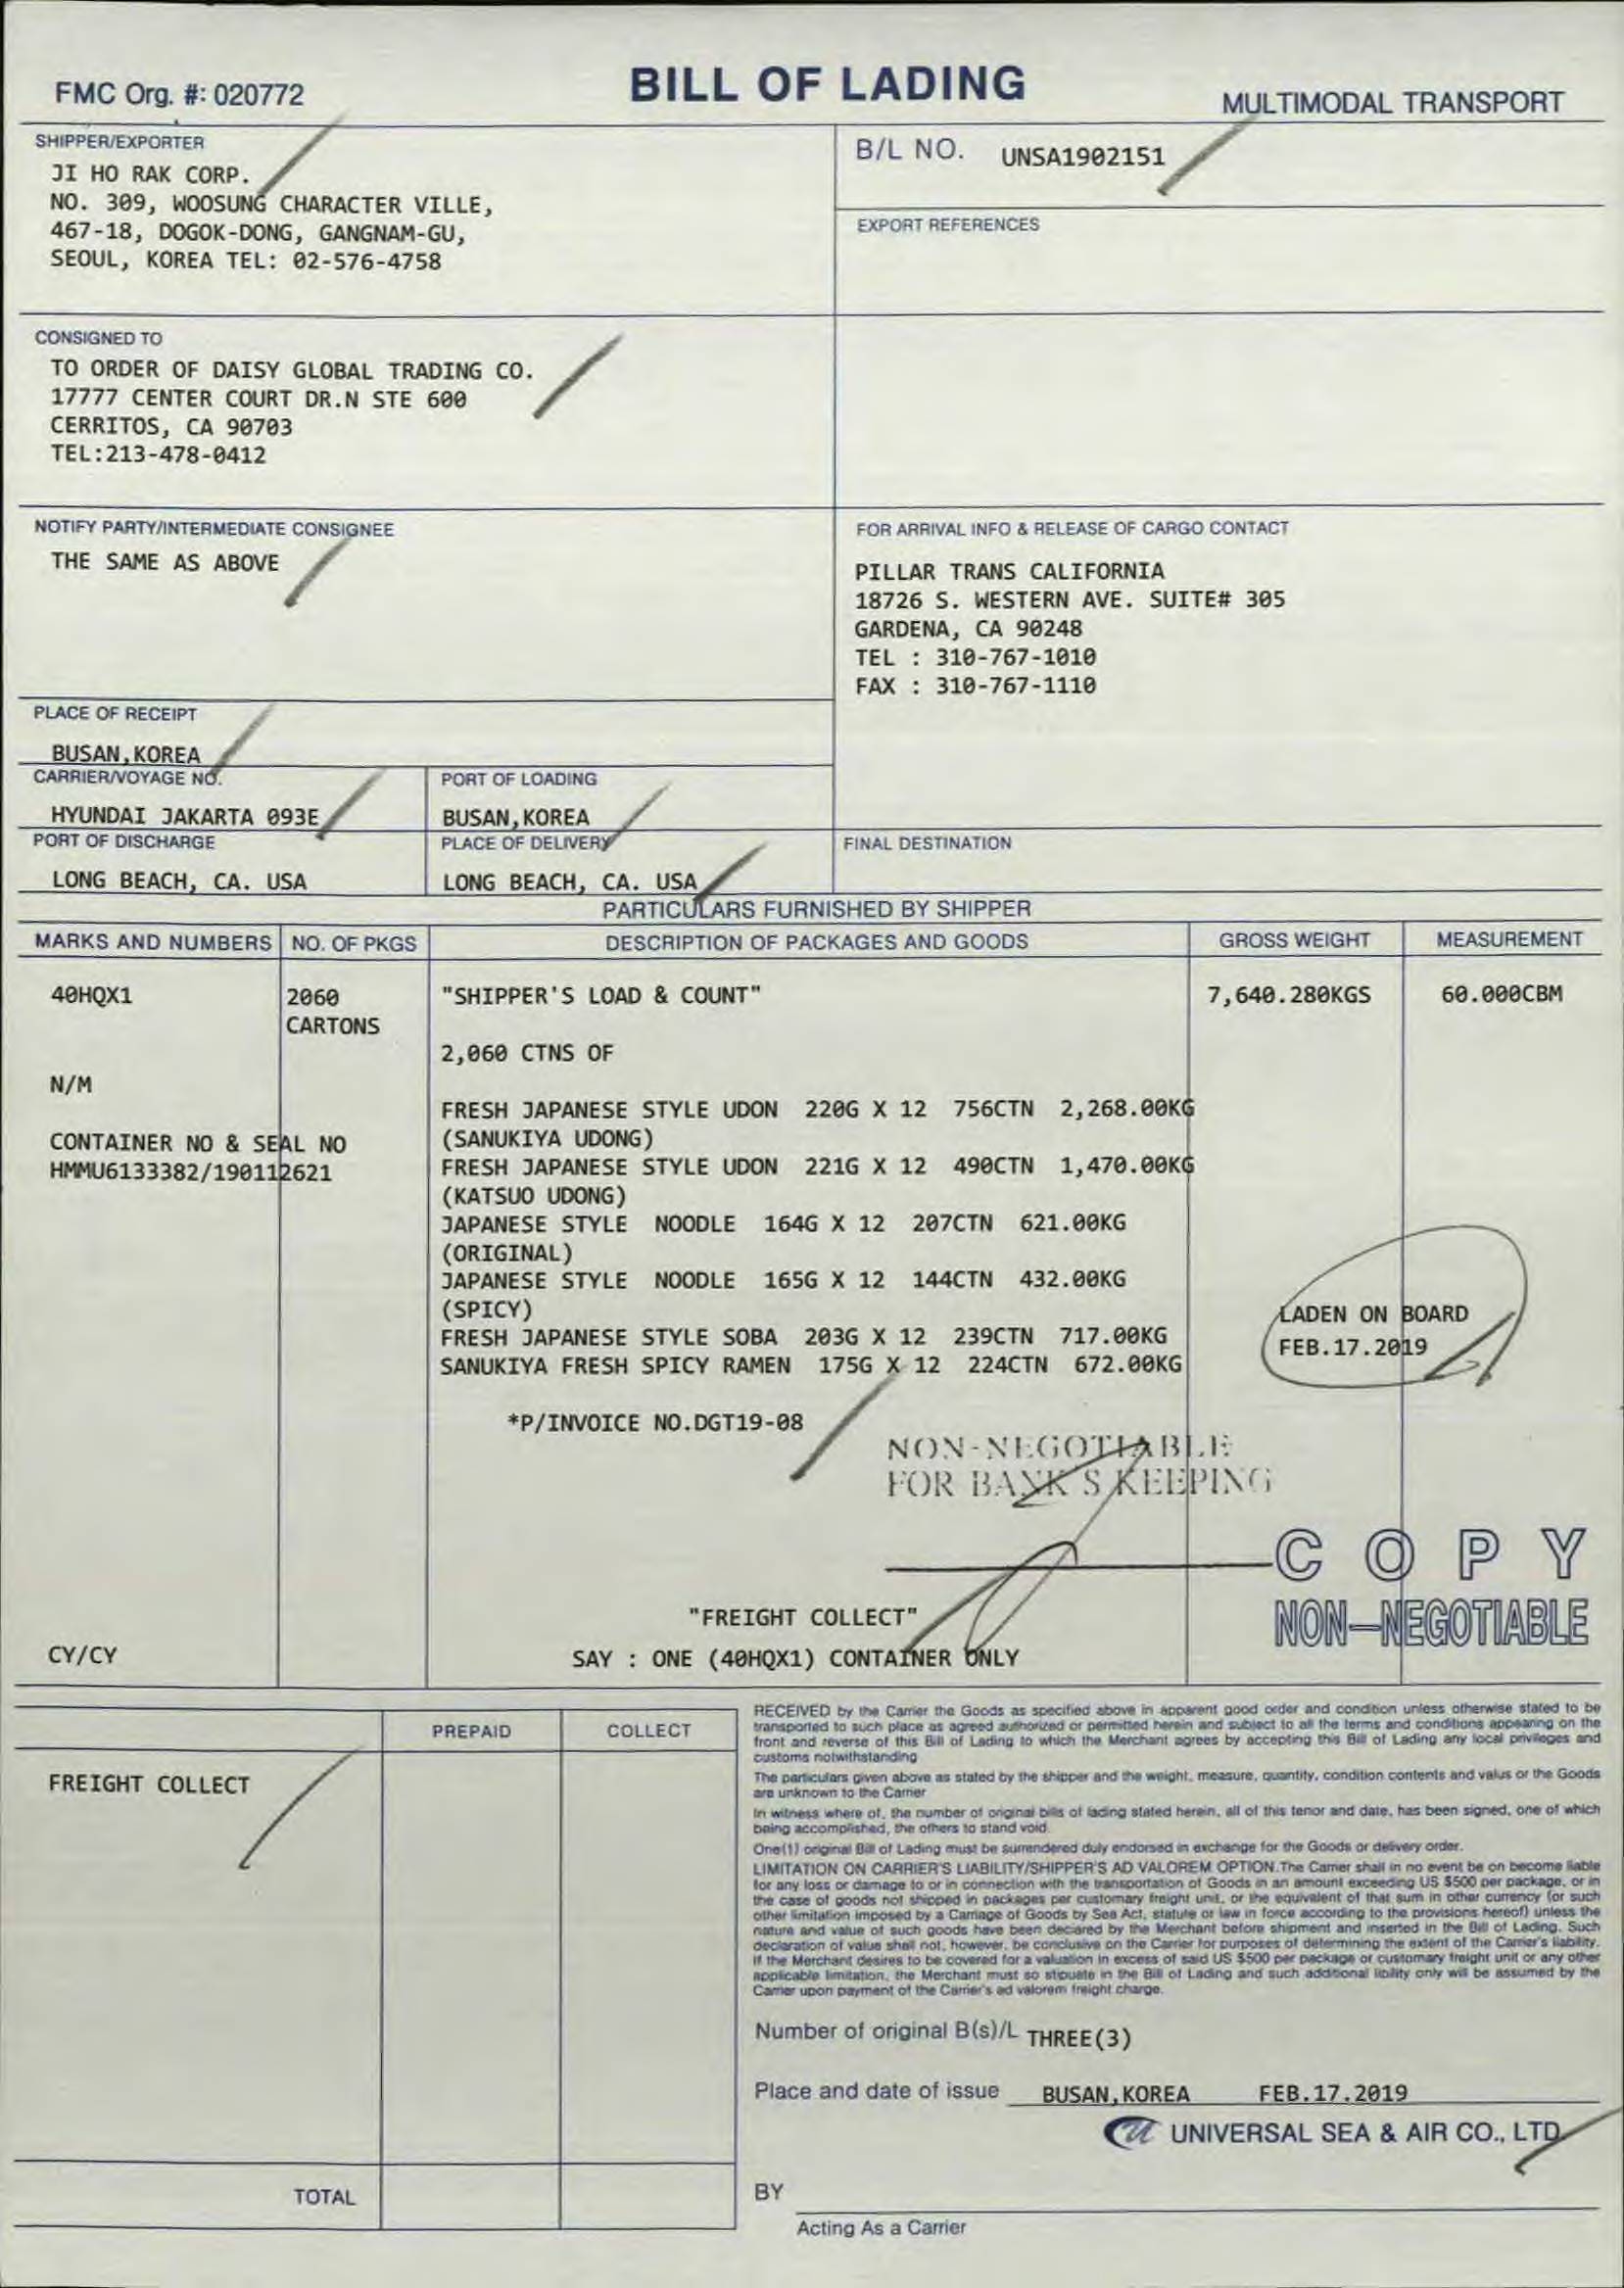 FMC Org. #: 020772
BILL OF LADING
MULTIMODAL TRANSPORT
SHIPPER/EXPORTER
JI HO RAK CORP.
NO. 309, WOOSUNG CHARACTER VILLE,
467-18, DOGOK-DONG, GANGNAM-GU,
SEOUL, KOREA TEL: 02-576-4758
B/L NO. UNSA1902151
EXPORT REFERENCES
CONSIGNED TO
TO ORDER OF DAISY GLOBAL TRADING CO.
17777 CENTER COURT DR.N STE 600
CERRITOS, CA 90703
TEL:213-478-0412
NOTIFY PARTY/INTERMEDIATE CONSIGNEE
THE SAME AS ABOVE
FOR ARRIVAL INFO & RELEASE OF CARGO CONTACT
PILLAR TRANS CALIFORNIA
18726 S. WESTERN AVE. SUITE# 305
GARDENA, CA 90248
TEL : 310-767-1010
FAX : 310-767-1110
PLACE OF RECEIPT
BUSAN,KOREA
CARRIER/VOYAGE NO.
HYUNDAI JAKARTA 093E
PORT OF LOADING
BUSAN,KOREA
PORT OF DISCHARGE
LONG BEACH, CA. USA
PLACE OF DELIVERY
LONG BEACH, CA. USA
FINAL DESTINATION
PARTICULARS FURNISHED BY SHIPPER
MARKS AND NUMBERS NO. OF PKGS DESCRIPTION OF PACKAGES AND GOODS GROSS WEIGHT MEASUREMENT
40HQX1 2060 "SHIPPER'S LOAD & COUNT" 7,640.280KGS 60.000CBM
CARTONS
2,060 CTNS OF
N/M
FRESH JAPANESE STYLE UDON 220G X 12 756CTN 2,268.00KG
CONTAINER NO & SEAL NO (SANUKIYA UDONG)
HMMU6133382/190112621 FRESH JAPANESE STYLE UDON 221G X 12 490CTN 1,470.00KG
(KATSUO UDONG)
JAPANESE STYLE NOODLE 164G X 12 207CTN 621.00KG
(ORIGINAL)
JAPANESE STYLE NOODLE 165G X 12 144CTN 432.00KG
(SPICY)
FRESH JAPANESE STYLE SOBA 203G X 12 239CTN 717.00KG
SANUKIYA FRESH SPICY RAMEN 175G X 12 224CTN 672.00KG
LADEN ON BOARD
FEB.17.2019
*P/INVOICE NO.DGT19-08
NON-NEGOTIABLE
FOR BANK'S KEEPING
COPY
NON-NEGOTIABLE
"FREIGHT COLLECT"
CY/CY SAY : ONE (40HQX1) CONTAINER ONLY
PREPAID COLLECT
FREIGHT COLLECT
TOTAL
RECEIVED by the Carrier the Goods as specified above in apparent good order and condition unless otherwise stated to be
transported to such place as agreed authorized or permitted herein and subject to all the terms and conditions appearing on the
front and reverse of this Bill of Lading to which the Merchant agrees by accepting this Bill of Lading any local privileges and
customs notwithstanding
The particulars given above as stated by the shipper and the weight, measure, quantity, condition contents and valus or the Goods
are unknown to the Carrier
In witness where of, the number of original bills of lading stated herein, all of this tenor and date, has been signed, one of which
being accomplished, the others to stand void.
One(1) original Bill of Lading must be surrendered duly endorsed in exchange for the Goods or delivery order.
LIMITATION ON CARRIER'S LIABILITY/SHIPPER'S AD VALOREM OPTION.The Carrier shall in no event be on become liable
for any loss or damage to or in connection with the transportation of Goods in an amount exceeding US $500 per package, or in
the case of goods not shipped in packages per customary freight unit, or the equivalent of that sum in other currency (or such
other limitation imposed by a Carriage of Goods by Sea Act, statute or law in force according to the provisions hereof) unless the
nature and value of such goods have been declared by the Merchant before shipment and inserted in the Bill of Lading. Such
declaration of value shall not, however, be conclusive on the Carrier for purposes of determining the extent of the Carrier's liability.
If the Merchant desires to be covered for a valuation in excess of said US $500 per package or customary freight unit or any other
applicable limitation, the Merchant must so stipuate in the Bill of Lading and such additional libility only will be assumed by the
Carrier upon payment of the Carrier's ad valorem freight charge.
Number of original B(s)/L THREE(3)
Place and date of issue BUSAN,KOREA FEB.17.2019
UNIVERSAL SEA & AIR CO., LTD
BY
Acting As a Carrier